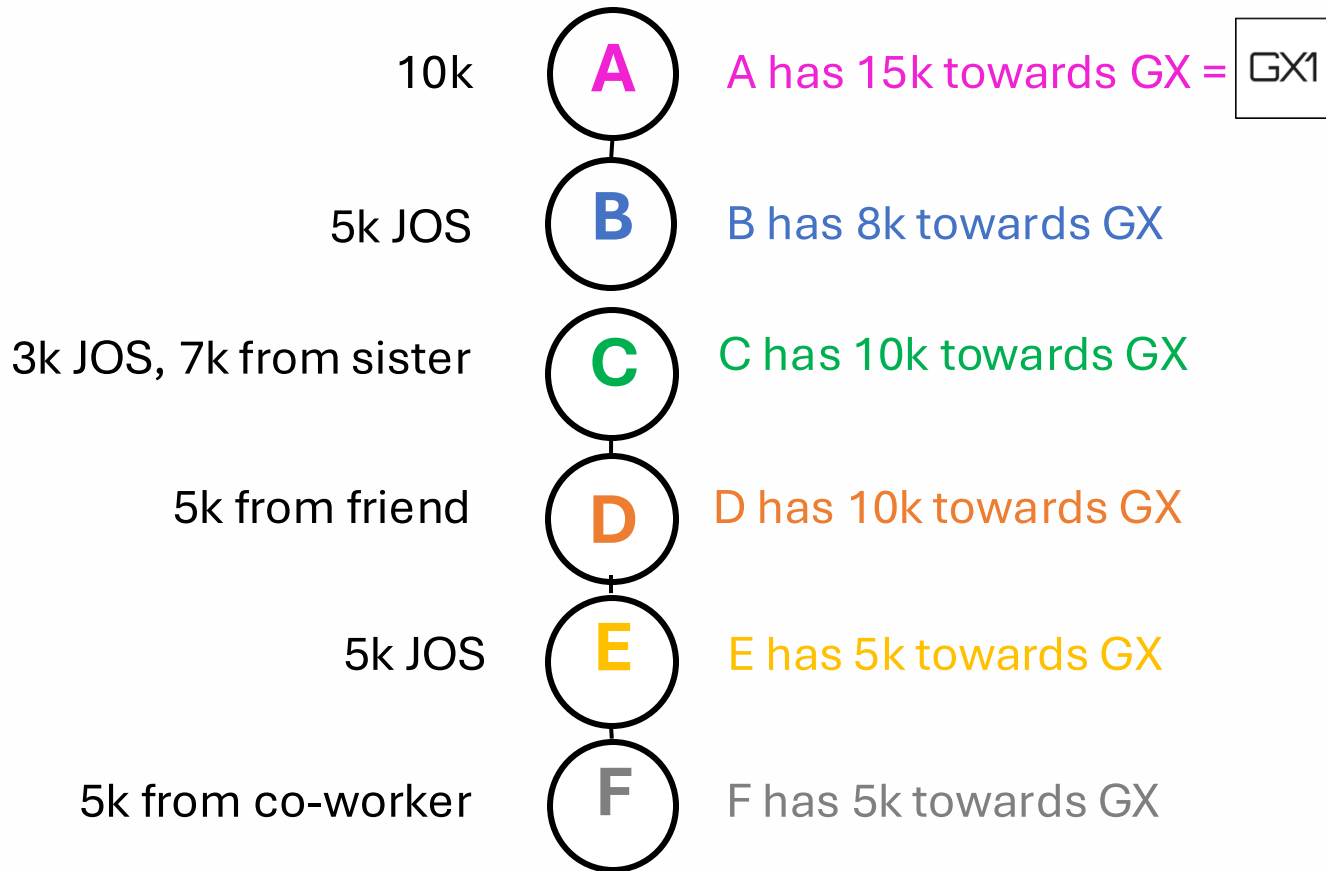 10k A A has 15k towards GX = GX1
5k JOS B B has 8k towards GX
3k JOS, 7k from sister C C has 10k towards GX
5k from friend D D has 10k towards GX
5k JOS E E has 5k towards GX
5k from co-worker F F has 5k towards GX